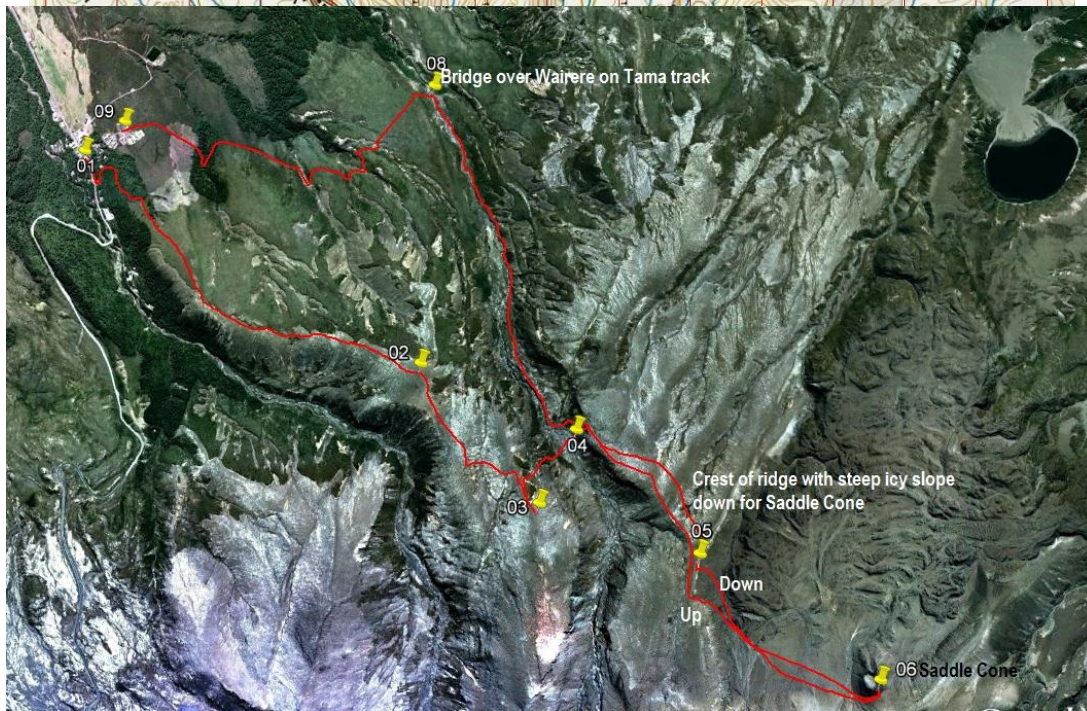 08
Bridge over Wairere on Tama track
09
01
02
04
03
Crest of ridge with steep icy slope
down for Saddle Cone
05
Down
Up
06
Saddle Cone